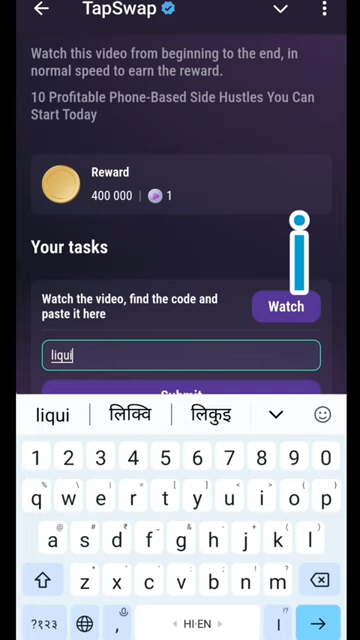 TapSwap
Watch this video from beginning to the end, in
normal speed to earn the reward.
10 Profitable Phone-Based Side Hustles You Can
Start Today
Reward
400 000 | 1
Your tasks
i
Watch the video, find the code and
paste it here
Watch
liqui
Submit
liqui | लिक्वि | लिकुइ
1 2 3 4 5 6 7 8 9 0
% \ | = [ ] < > { }
q w e r t y u i o p
@ # ₹ _ & - + ( )
a s d f g h j k l
* " ' : ; ! ?
z x c v b n m
?१२३ , HI·EN । !?